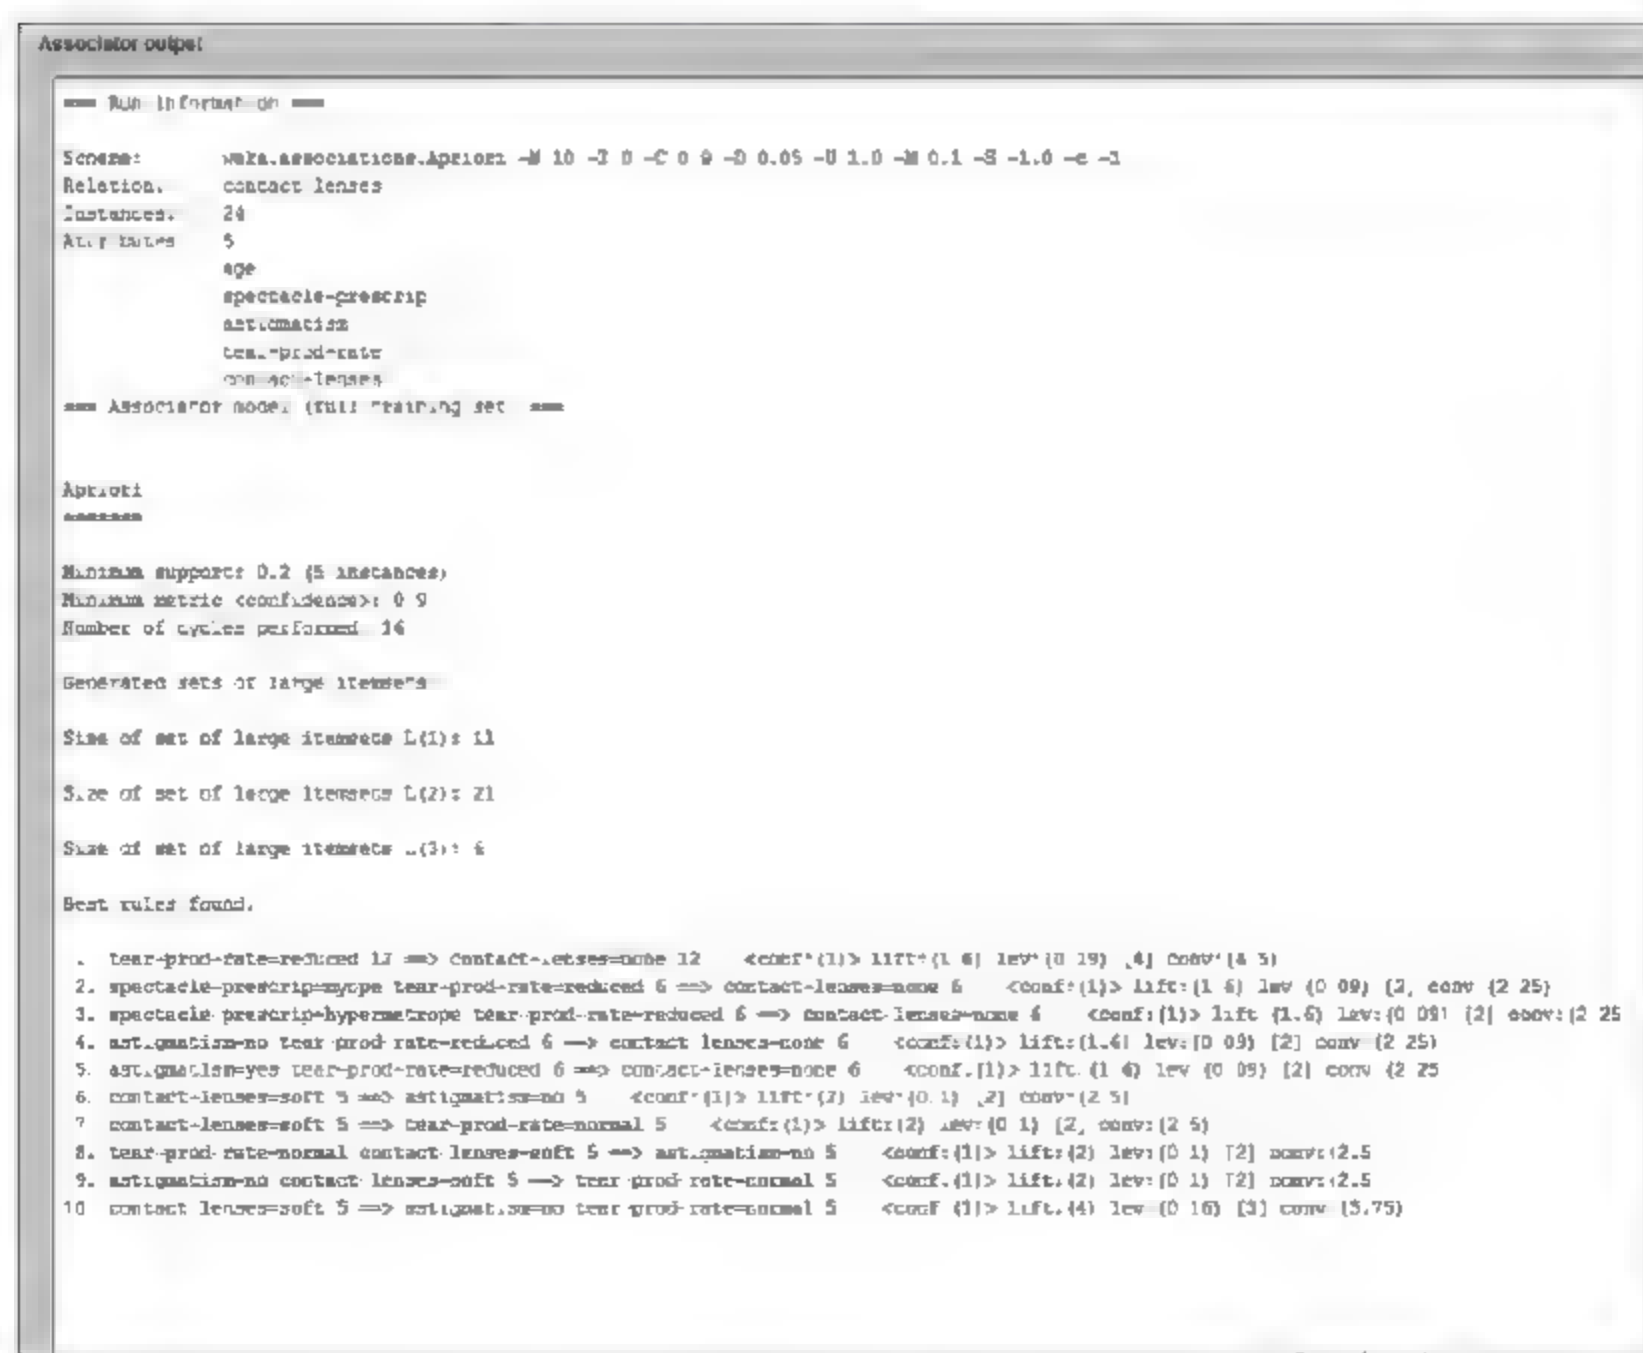 Associator output
=== Run information ===
Scheme: weka.associations.Apriori -N 10 -T 0 -C 0.9 -D 0.05 -U 1.0 -M 0.1 -S -1.0 -c -1
Relation: contact-lenses
Instances: 24
Attributes: 5
age
spectacle-prescrip
astigmatism
tear-prod-rate
contact-lenses
=== Associator model (full training set) ===
Apriori
=======
Minimum support: 0.2 (5 instances)
Minimum metric <confidence>: 0.9
Number of cycles performed: 16
Generated sets of large itemsets:
Size of set of large itemsets L(1): 11
Size of set of large itemsets L(2): 21
Size of set of large itemsets L(3): 6
Best rules found:
1. tear-prod-rate=reduced 12 ==> contact-lenses=none 12 <conf:(1)> lift:(1.6) lev:(0.19) [4] conv:(4.5)
2. spectacle-prescrip=myope tear-prod-rate=reduced 6 ==> contact-lenses=none 6 <conf:(1)> lift:(1.6) lev:(0.09) [2] conv:(2.25)
3. spectacle-prescrip=hypermetrope tear-prod-rate=reduced 6 ==> contact-lenses=none 6 <conf:(1)> lift:(1.6) lev:(0.09) [2] conv:(2.25
4. astigmatism=no tear-prod-rate=reduced 6 ==> contact-lenses=none 6 <conf:(1)> lift:(1.6) lev:(0.09) [2] conv:(2.25)
5. astigmatism=yes tear-prod-rate=reduced 6 ==> contact-lenses=none 6 <conf:(1)> lift:(1.6) lev:(0.09) [2] conv:(2.25)
6. contact-lenses=soft 5 ==> astigmatism=no 5 <conf:(1)> lift:(2) lev:(0.1) [2] conv:(2.5)
7. contact-lenses=soft 5 ==> tear-prod-rate=normal 5 <conf:(1)> lift:(2) lev:(0.1) [2] conv:(2.5)
8. tear-prod-rate=normal contact-lenses=soft 5 ==> astigmatism=no 5 <conf:(1)> lift:(2) lev:(0.1) [2] conv:(2.5)
9. astigmatism=no contact-lenses=soft 5 ==> tear-prod-rate=normal 5 <conf:(1)> lift:(2) lev:(0.1) [2] conv:(2.5)
10. contact-lenses=soft 5 ==> astigmatism=no tear-prod-rate=normal 5 <conf:(1)> lift:(4) lev:(0.16) [3] conv:(3.75)